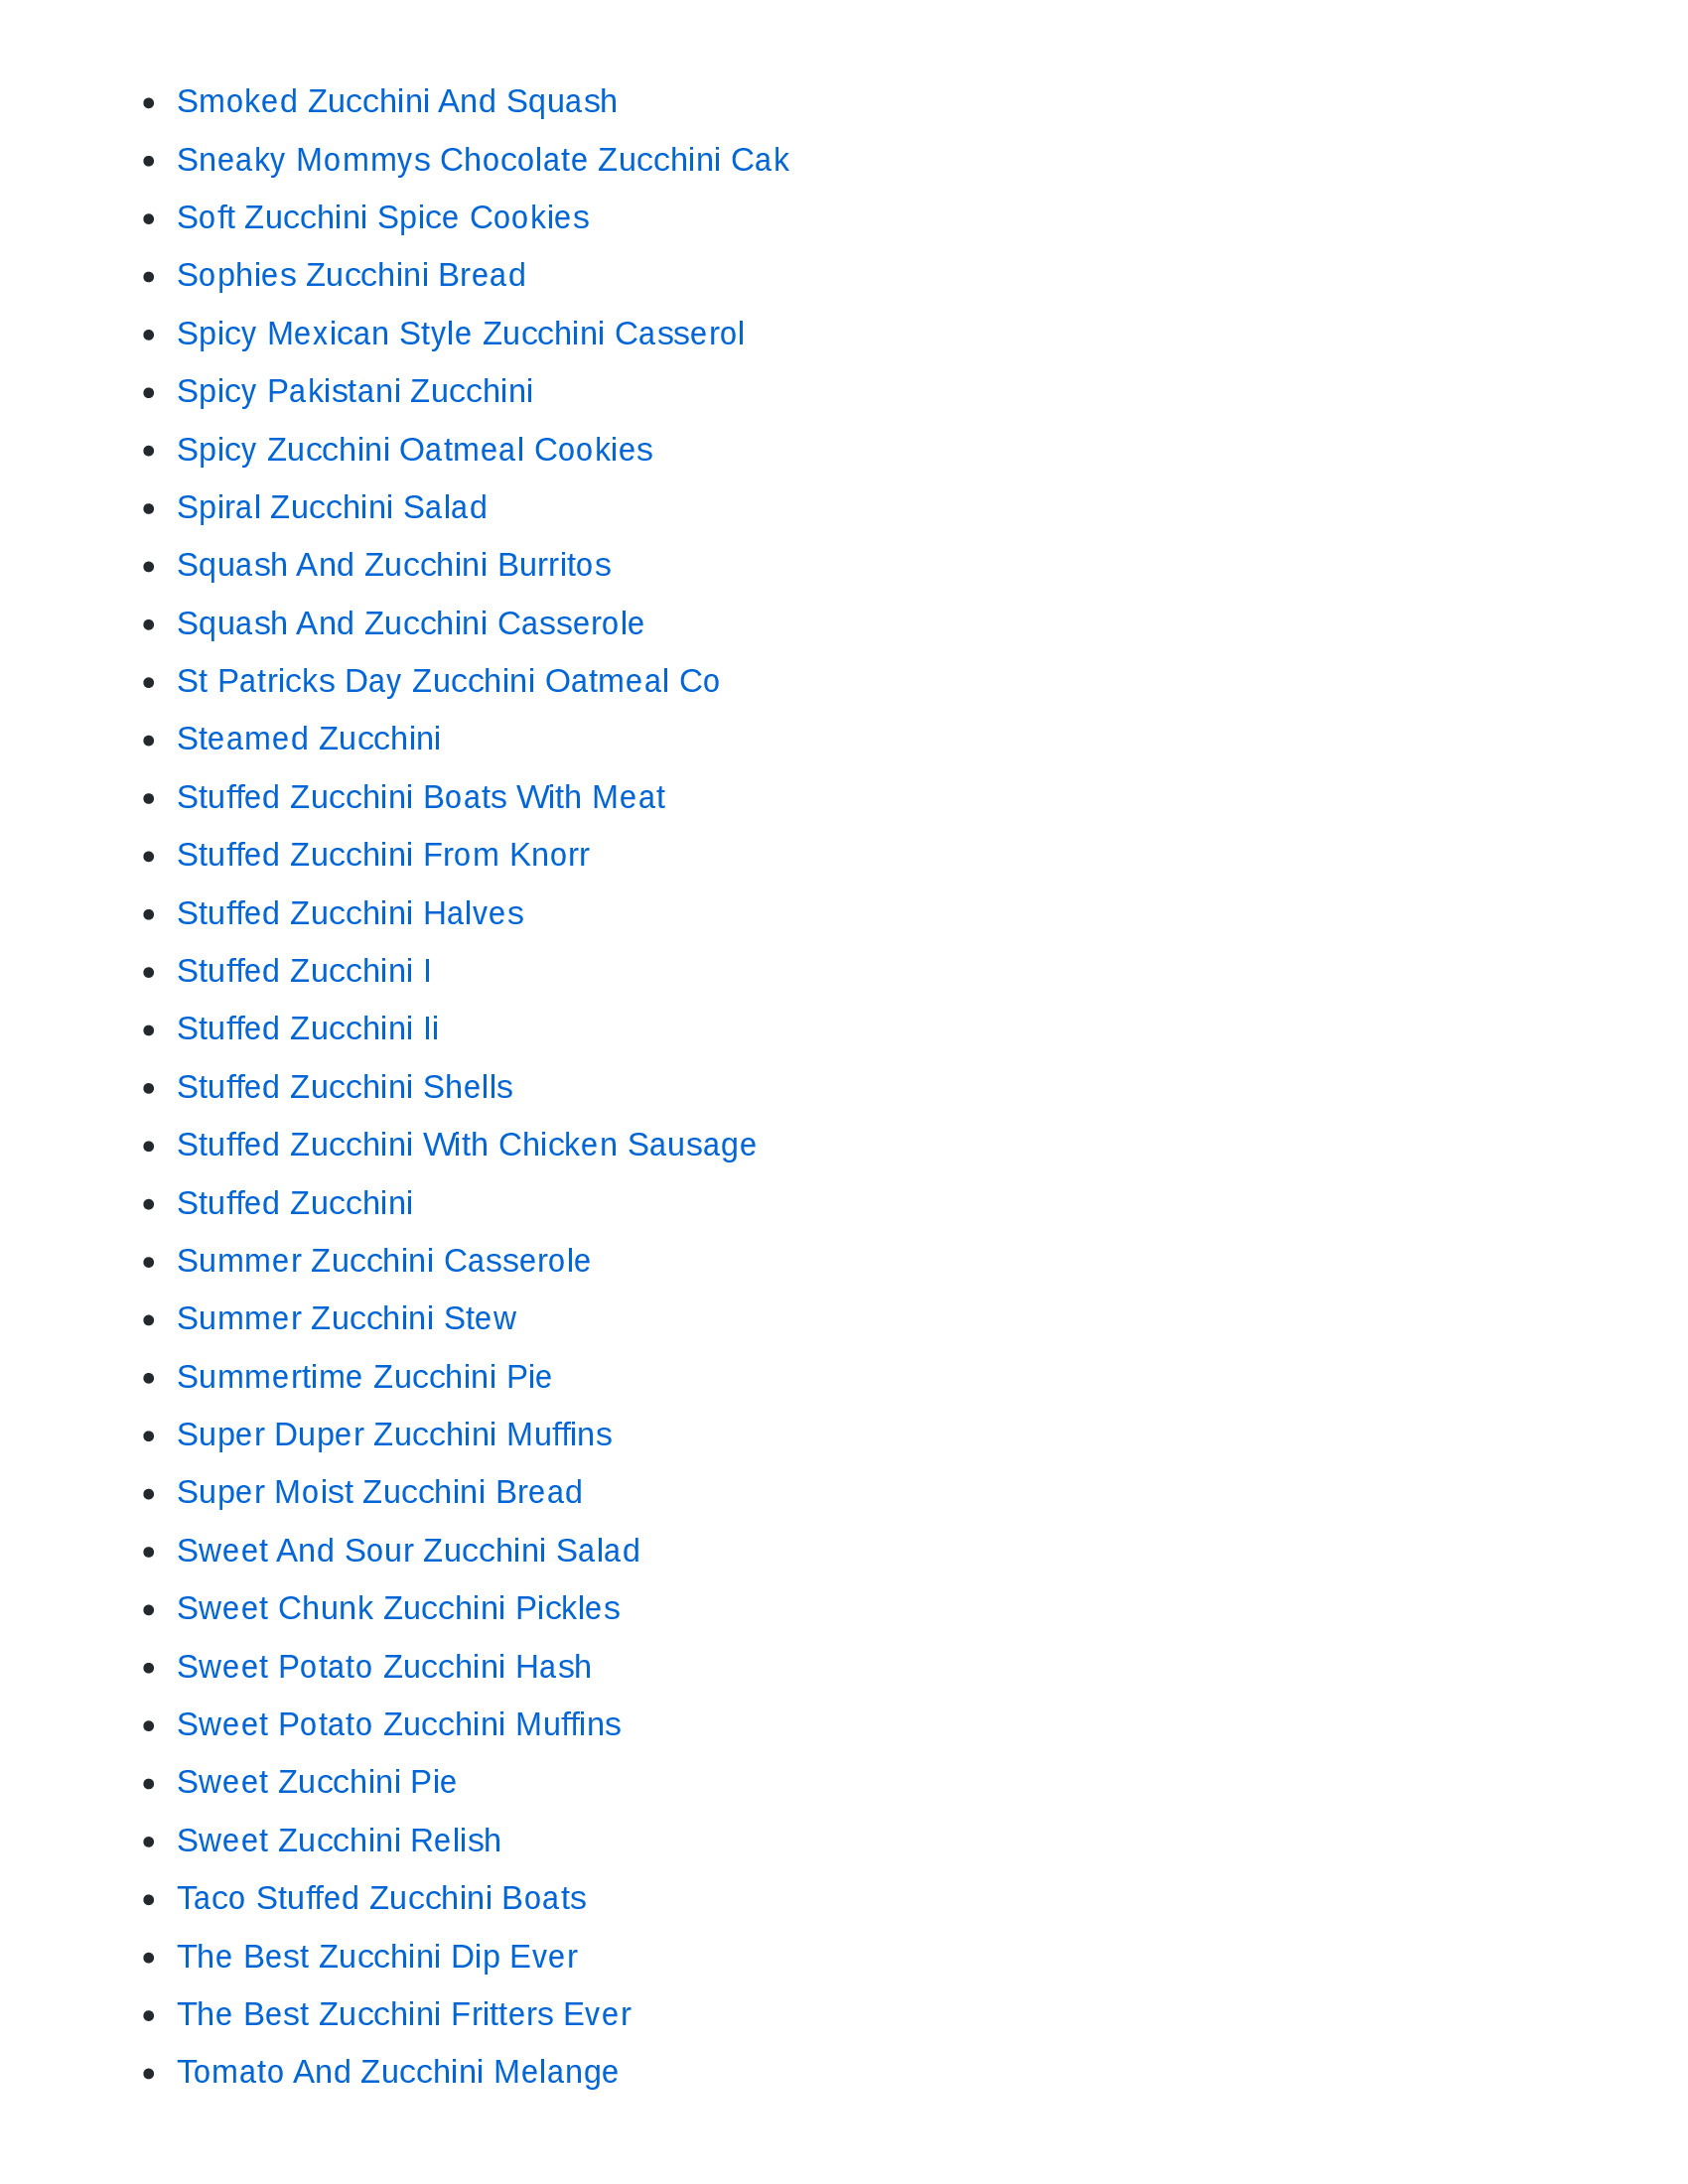 Smoked Zucchini And Squash
Sneaky Mommys Chocolate Zucchini Cak
Soft Zucchini Spice Cookies
Sophies Zucchini Bread
Spicy Mexican Style Zucchini Casserol
Spicy Pakistani Zucchini
Spicy Zucchini Oatmeal Cookies
Spiral Zucchini Salad
Squash And Zucchini Burritos
Squash And Zucchini Casserole
St Patricks Day Zucchini Oatmeal Co
Steamed Zucchini
Stuffed Zucchini Boats With Meat
Stuffed Zucchini From Knorr
Stuffed Zucchini Halves
Stuffed Zucchini I
Stuffed Zucchini Ii
Stuffed Zucchini Shells
Stuffed Zucchini With Chicken Sausage
Stuffed Zucchini
Summer Zucchini Casserole
Summer Zucchini Stew
Summertime Zucchini Pie
Super Duper Zucchini Muffins
Super Moist Zucchini Bread
Sweet And Sour Zucchini Salad
Sweet Chunk Zucchini Pickles
Sweet Potato Zucchini Hash
Sweet Potato Zucchini Muffins
Sweet Zucchini Pie
Sweet Zucchini Relish
Taco Stuffed Zucchini Boats
The Best Zucchini Dip Ever
The Best Zucchini Fritters Ever
Tomato And Zucchini Melange